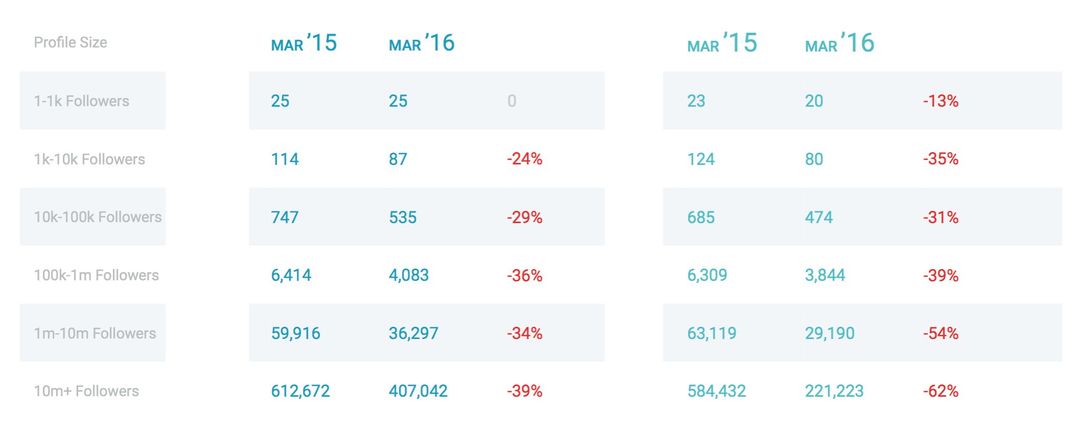 Profile Size MAR '15 MAR '16 MAR '15 MAR '16
1-1k Followers 25 25 0 23 20 -13%
1k-10k Followers 114 87 -24% 124 80 -35%
10k-100k Followers 747 535 -29% 685 474 -31%
100k-1m Followers 6,414 4,083 -36% 6,309 3,844 -39%
1m-10m Followers 59,916 36,297 -34% 63,119 29,190 -54%
10m+ Followers 612,672 407,042 -39% 584,432 221,223 -62%